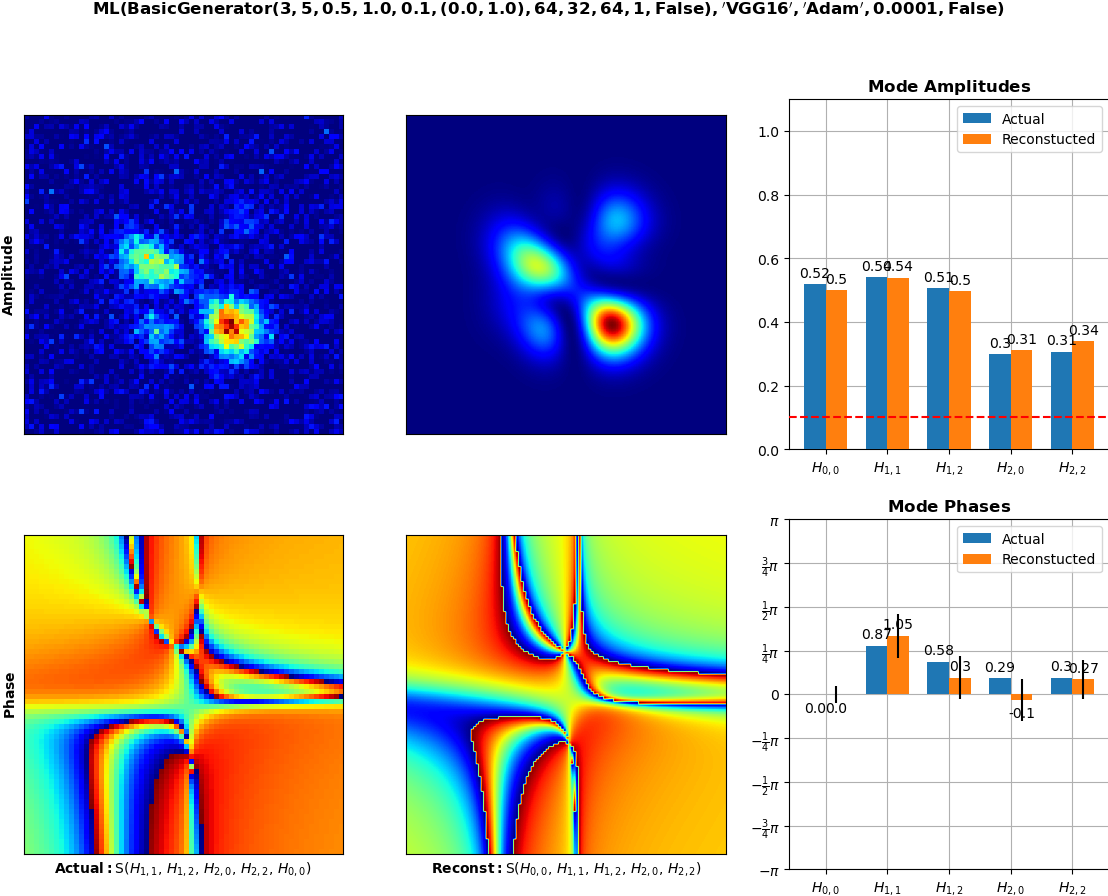 ML(BasicGenerator(3, 5, 0.5, 1.0, 0.1, (0.0, 1.0), 64, 32, 64, 1, False), ′VGG16′, ′Adam′, 0.0001, False)
Mode Amplitudes
Actual
Reconstucted
1.0
0.8
0.6
0.4
0.2
0.0
0.52 0.5 0.54 0.54 0.51 0.5 0.3 0.31 0.31 0.34
H₀,₀ H₁,₁ H₁,₂ H₂,₀ H₂,₂
Amplitude
Mode Phases
Actual
Reconstucted
π
¾π
½π
¼π
0
−¼π
−½π
−¾π
−π
0.0 0.0 0.87 1.05 0.58 0.3 0.29 -0.1 0.3 0.27
H₀,₀ H₁,₁ H₁,₂ H₂,₀ H₂,₂
Phase
Actual: S(H₁,₁, H₁,₂, H₂,₀, H₂,₂, H₀,₀)
Reconst: S(H₀,₀, H₁,₁, H₁,₂, H₂,₀, H₂,₂)